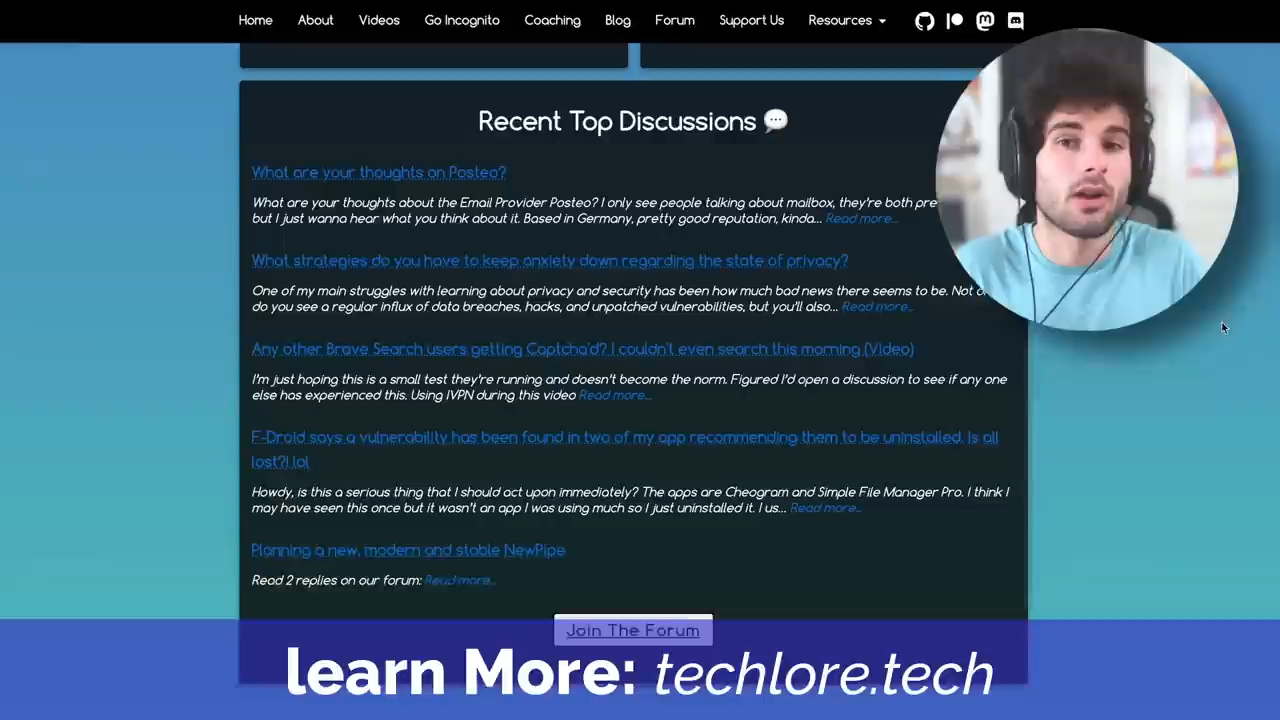 Home About Videos Go Incognito Coaching Blog Forum Support Us Resources
Recent Top Discussions
What are your thoughts on Posteo?
What are your thoughts about the Email Provider Posteo? I only see people talking about mailbox, they're both pre
but I just wanna hear what you think about it. Based in Germany, pretty good reputation, kinda... Read more...
What strategies do you have to keep anxiety down regarding the state of privacy?
One of my main struggles with learning about privacy and security has been how much bad news there seems to be. Not
do you see a regular influx of data breaches, hacks, and unpatched vulnerabilities, but you'll also... Read more...
Any other Brave Search users getting Captcha'd? I couldn't even search this morning (Video)
I'm just hoping this is a small test they're running and doesn't become the norm. Figured I'd open a discussion to see if any one
else has experienced this. Using IVPN during this video Read more...
F-Droid says a vulnerability has been found in two of my app recommending them to be uninstalled. Is all
lost?! lol
Howdy, is this a serious thing that I should act upon immediately? The apps are Cheogram and Simple File Manager Pro. I think I
may have seen this once but it wasn't an app I was using much so I just uninstalled it. I us... Read more...
Planning a new, modern and stable NewPipe
Read 2 replies on our forum: Read more...
Join The Forum
learn More: techlore.tech